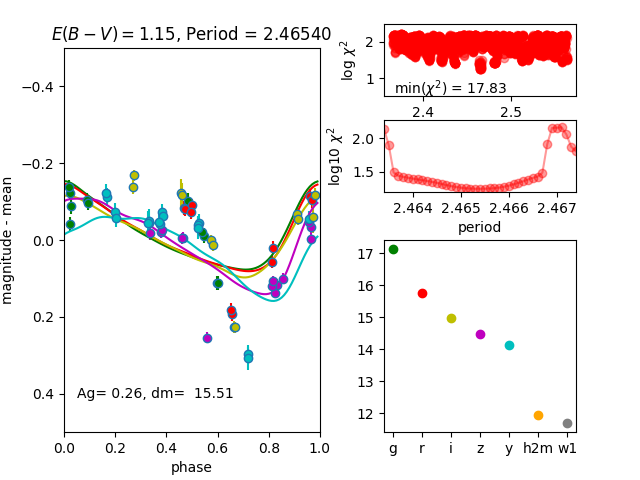 E(B − V) = 1.15, Period = 2.46540
magnitude - mean
−0.4
−0.2
0.0
0.2
0.4
Ag= 0.26, dm=  15.51
0.0 0.2 0.4 0.6 0.8 1.0
phase
log χ²
2
1
min(χ²) = 17.83
2.4 2.5
log10 χ²
2.0
1.5
2.464 2.465 2.466 2.467
period
17
16
15
14
13
12
g r i z y h2m w1